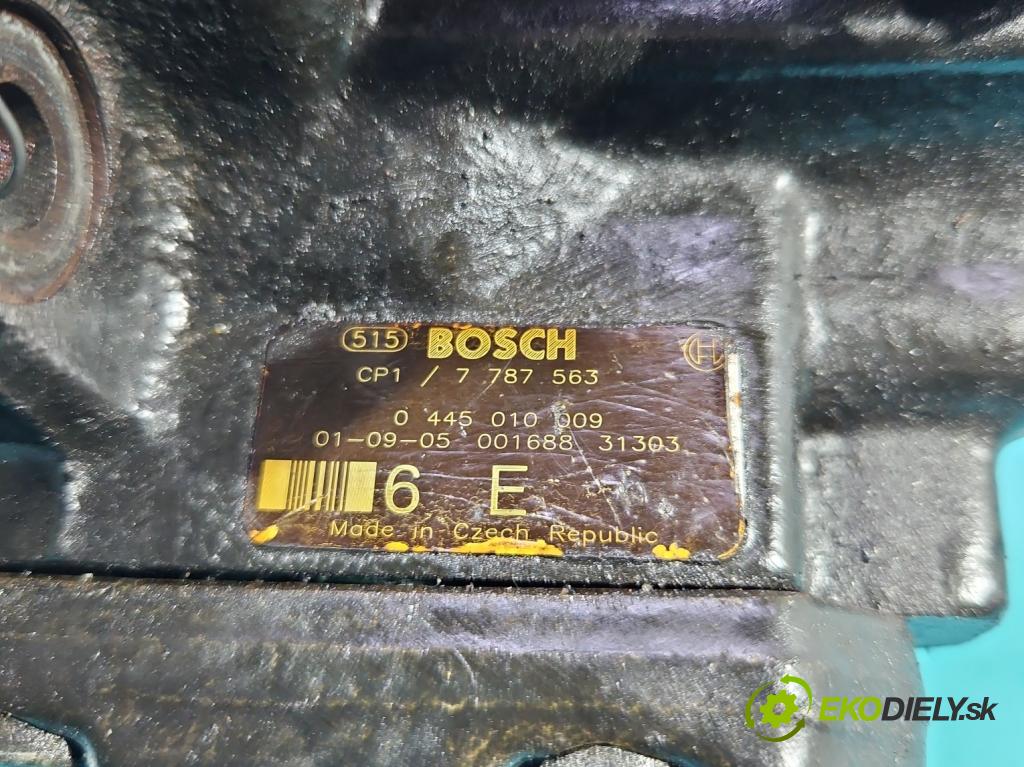 515 BOSCH
CP1 / 7 787 563
0 445 010 009
01-09-05 001688 31303
6 E
Made in Czech Republic
EKODIELY.sk